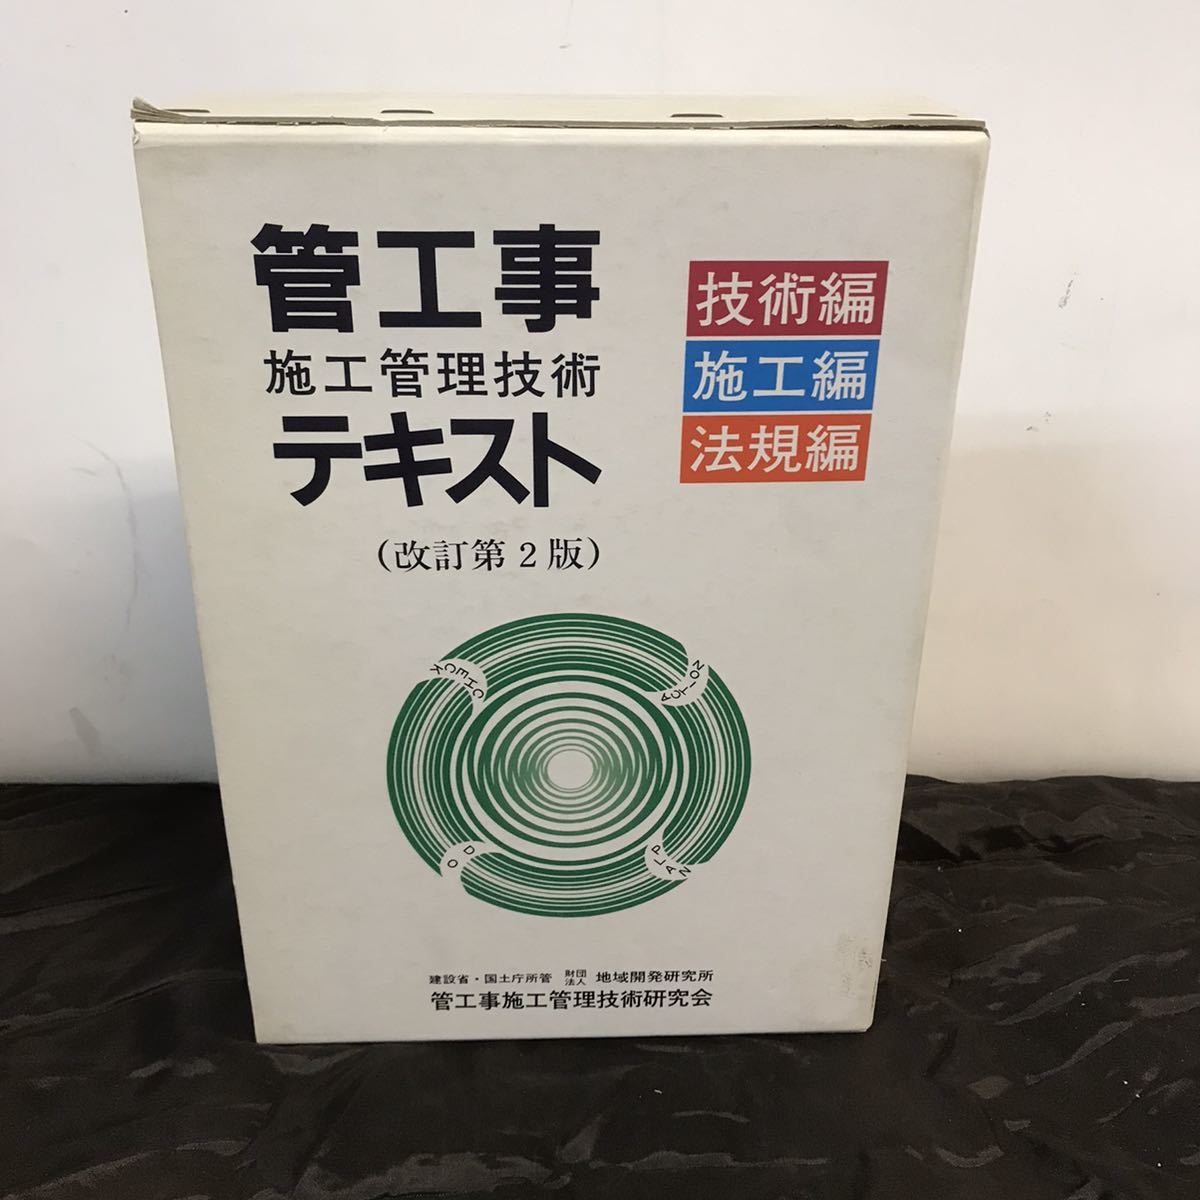 管工事
施工管理技術
テキスト
(改訂第2版)
技術編
施工編
法規編
CHECK
ACTION
DO
PLAN
建設省・国土庁所管 財団法人 地域開発研究所
管工事施工管理技術研究会